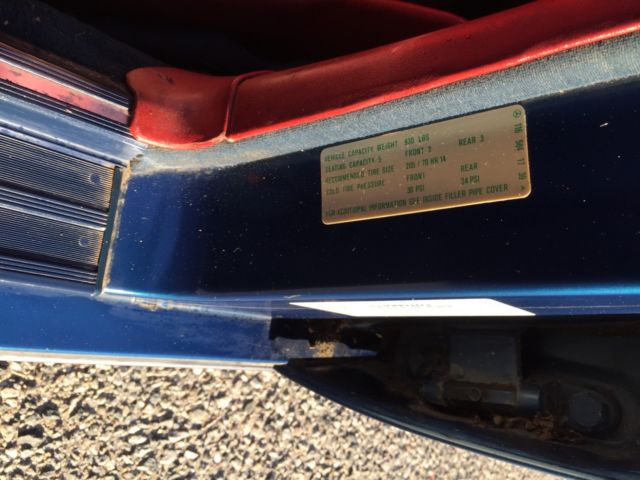 VEHICLE CAPACITY WEIGHT 930 LBS
SEATING CAPACITY 5 FRONT 2 REAR 3
RECOMMENDED TIRE SIZE 205 / 70 HR 14
COLD TIRE PRESSURE FRONT REAR
30 PSI 34 PSI
FOR ADDITIONAL INFORMATION SEE INSIDE FILLER PIPE COVER